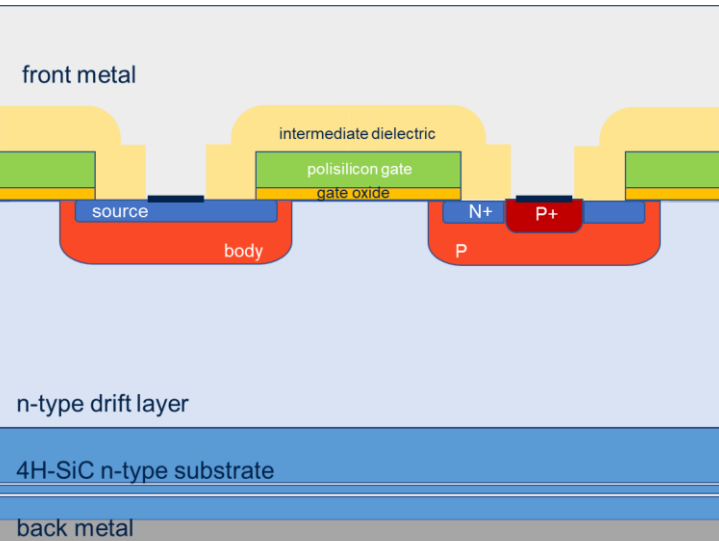 front metal
intermediate dielectric
polisilicon gate
gate oxide
source
N+
P+
body
P
n-type drift layer
4H-SiC n-type substrate
back metal